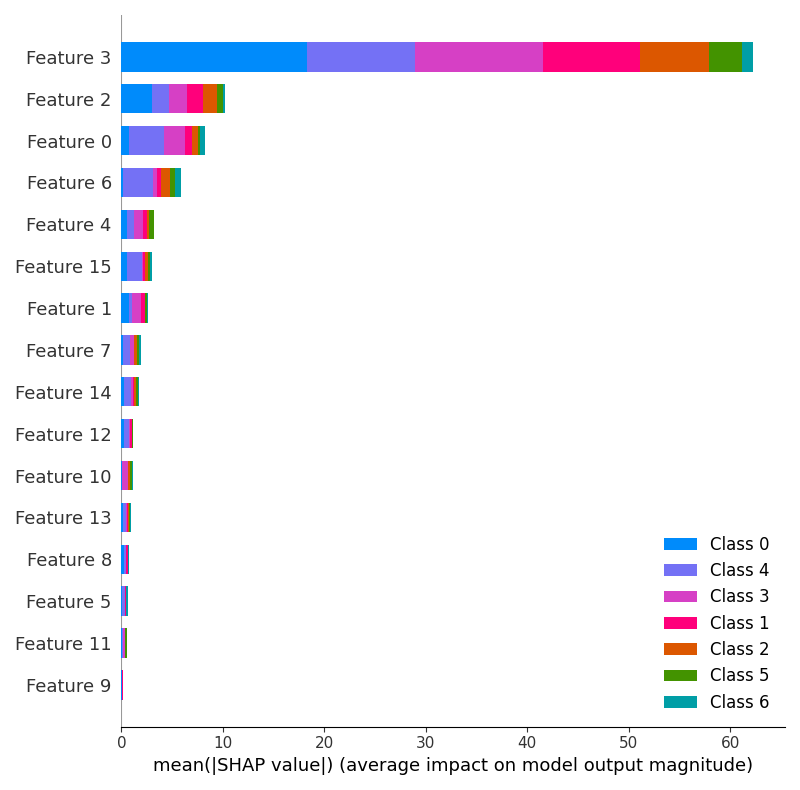 Feature 3
Feature 2
Feature 0
Feature 6
Feature 4
Feature 15
Feature 1
Feature 7
Feature 14
Feature 12
Feature 10
Feature 13
Feature 8
Feature 5
Feature 11
Feature 9
Class 0
Class 4
Class 3
Class 1
Class 2
Class 5
Class 6
0 10 20 30 40 50 60
mean(|SHAP value|) (average impact on model output magnitude)